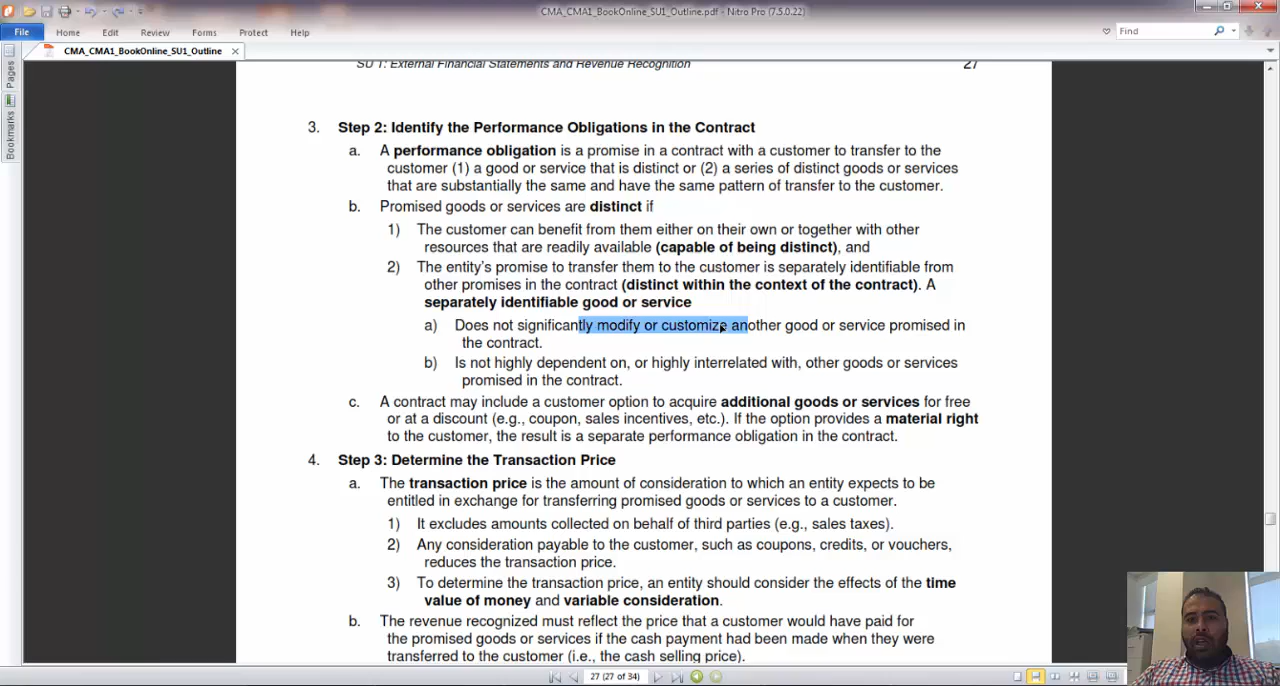 CMA_CMA1_BookOnline_SU1_Outline.pdf - Nitro Pro (7.5.0.22)
File Home Edit Review Forms Protect Help Find
CMA_CMA1_BookOnline_SU1_Outline
Pages
Bookmarks
SU 1: External Financial Statements and Revenue Recognition 27
3. Step 2: Identify the Performance Obligations in the Contract
a. A performance obligation is a promise in a contract with a customer to transfer to the
customer (1) a good or service that is distinct or (2) a series of distinct goods or services
that are substantially the same and have the same pattern of transfer to the customer.
b. Promised goods or services are distinct if
1) The customer can benefit from them either on their own or together with other
resources that are readily available (capable of being distinct), and
2) The entity's promise to transfer them to the customer is separately identifiable from
other promises in the contract (distinct within the context of the contract). A
separately identifiable good or service
a) Does not significantly modify or customize another good or service promised in
the contract.
b) Is not highly dependent on, or highly interrelated with, other goods or services
promised in the contract.
c. A contract may include a customer option to acquire additional goods or services for free
or at a discount (e.g., coupon, sales incentives, etc.). If the option provides a material right
to the customer, the result is a separate performance obligation in the contract.
4. Step 3: Determine the Transaction Price
a. The transaction price is the amount of consideration to which an entity expects to be
entitled in exchange for transferring promised goods or services to a customer.
1) It excludes amounts collected on behalf of third parties (e.g., sales taxes).
2) Any consideration payable to the customer, such as coupons, credits, or vouchers,
reduces the transaction price.
3) To determine the transaction price, an entity should consider the effects of the time
value of money and variable consideration.
b. The revenue recognized must reflect the price that a customer would have paid for
the promised goods or services if the cash payment had been made when they were
transferred to the customer (i.e., the cash selling price).
27 (27 of 34)